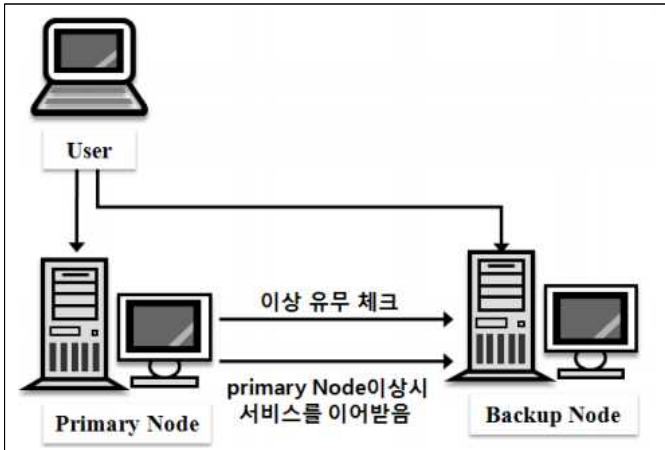 User
이상 유무 체크
primary Node이상시
서비스를 이어받음
Primary Node
Backup Node